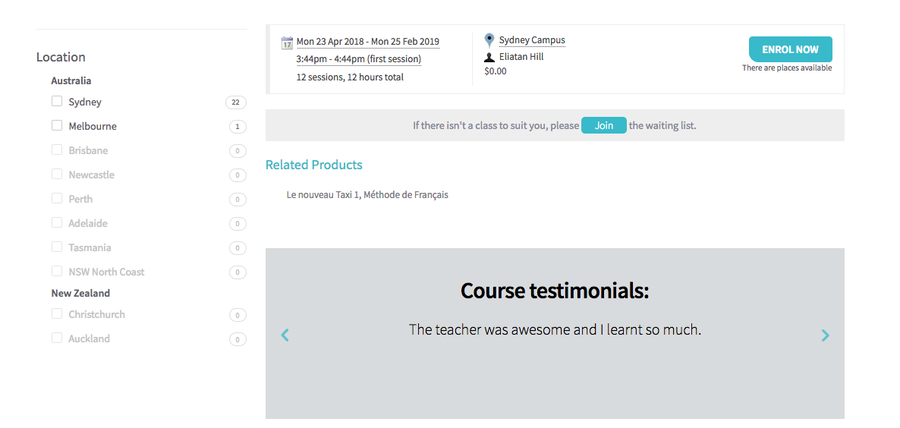 Location
Australia
Sydney 22
Melbourne 1
Brisbane 0
Newcastle 0
Perth 0
Adelaide 0
Tasmania 0
NSW North Coast 0
New Zealand
Christchurch 0
Auckland 0
17
Mon 23 Apr 2018 - Mon 25 Feb 2019
3:44pm - 4:44pm (first session)
12 sessions, 12 hours total
Sydney Campus
Eliatan Hill
$0.00
ENROL NOW
There are places available
If there isn't a class to suit you, please Join the waiting list.
Related Products
Le nouveau Taxi 1, Méthode de Français
Course testimonials:
The teacher was awesome and I learnt so much.